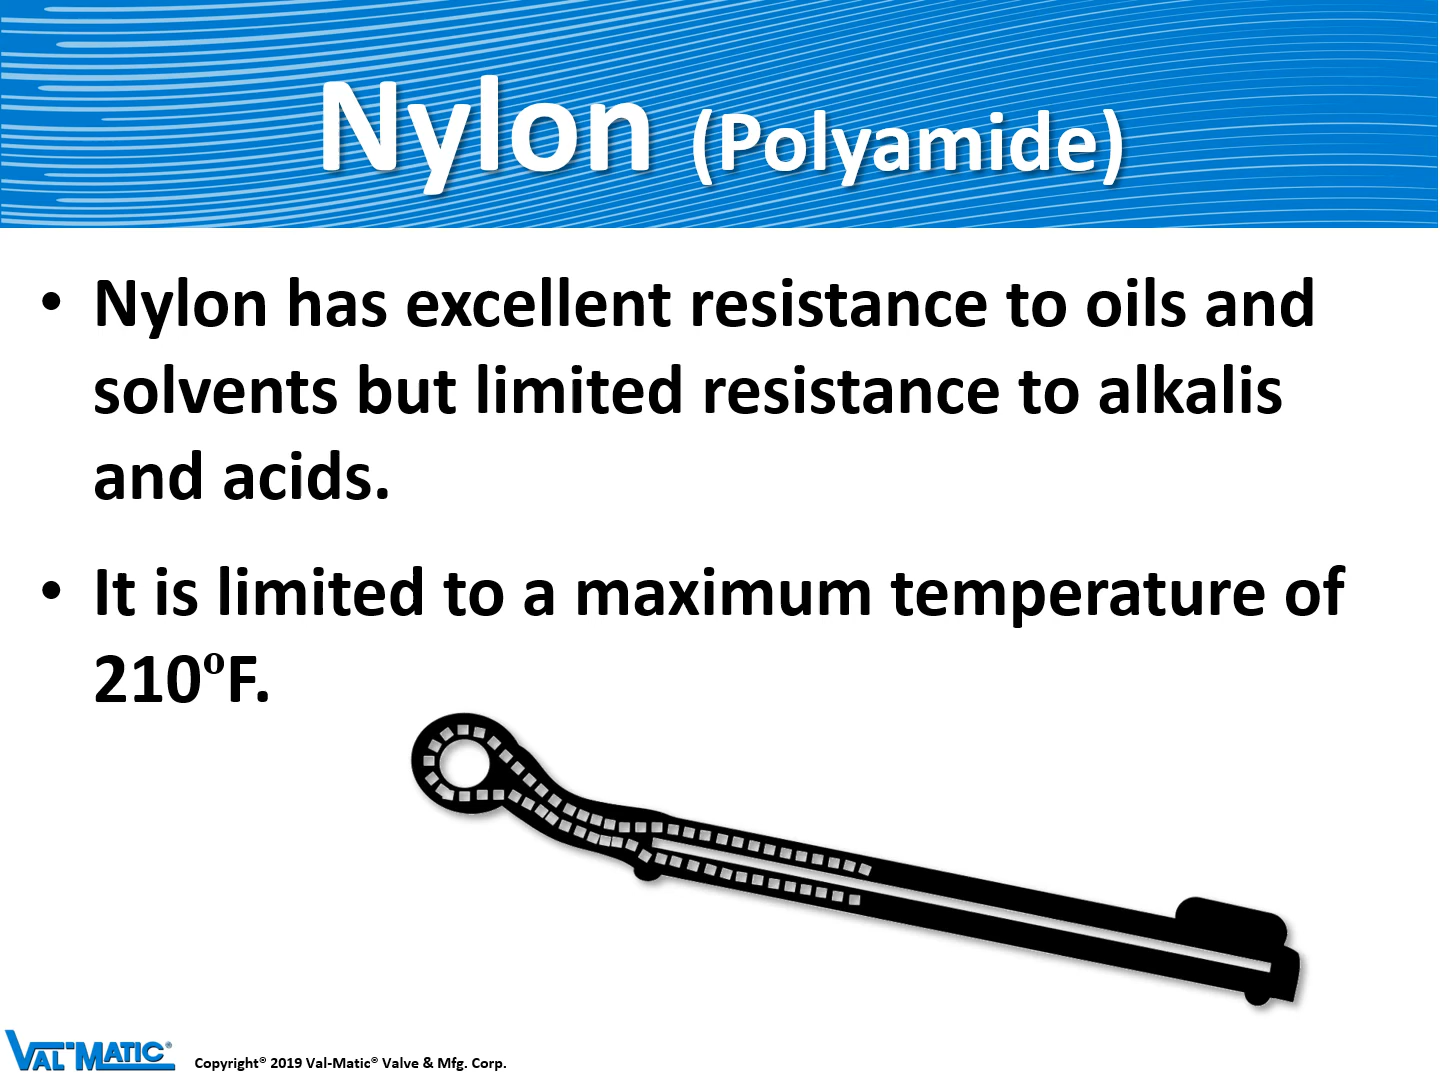 Nylon (Polyamide)
• Nylon has excellent resistance to oils and
solvents but limited resistance to alkalis
and acids.
• It is limited to a maximum temperature of
210ºF.
VAL-MATIC®
Copyright© 2019 Val-Matic® Valve & Mfg. Corp.